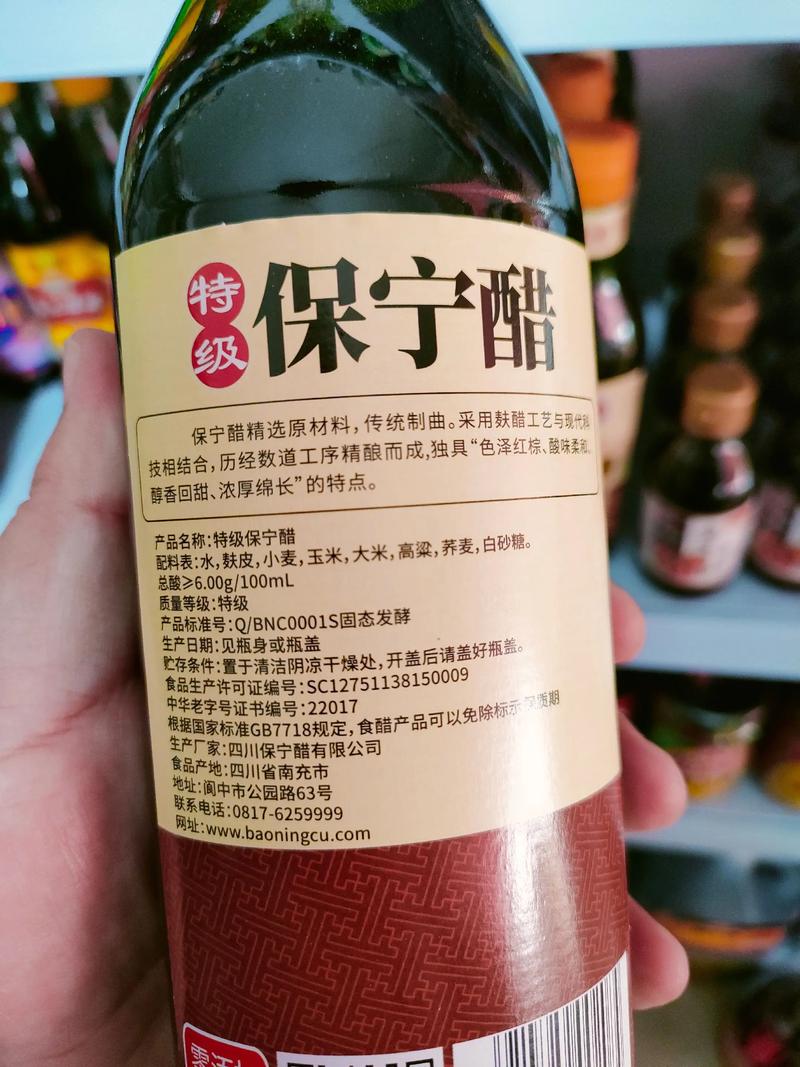 特级
保宁醋
保宁醋精选原材料，传统制曲。采用麸醋工艺与现代科
技相结合，历经数道工序精酿而成，独具“色泽红棕、酸味柔和、
醇香回甜、浓厚绵长”的特点。
产品名称：特级保宁醋
配料表：水，麸皮，小麦，玉米，大米，高粱，荞麦，白砂糖。
总酸≥6.00g/100mL
质量等级：特级
产品标准号：Q/BNC0001S固态发酵
生产日期：见瓶身或瓶盖
贮存条件：置于清洁阴凉干燥处，开盖后请盖好瓶盖。
食品生产许可证编号：SC12751138150009
中华老字号证书编号：22017
根据国家标准GB7718规定，食醋产品可以免除标示保质期
生产厂家：四川保宁醋有限公司
食品产地：四川省南充市
地址：阆中市公园路63号
联系电话：0817-6259999
网址：www.baoningcu.com